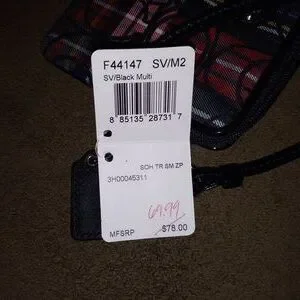 F44147 SV/M2
SV/Black Multi
8 85135 28731 7
SOH TR SM ZP
3H00045311
69.99
MFSRP $78.00